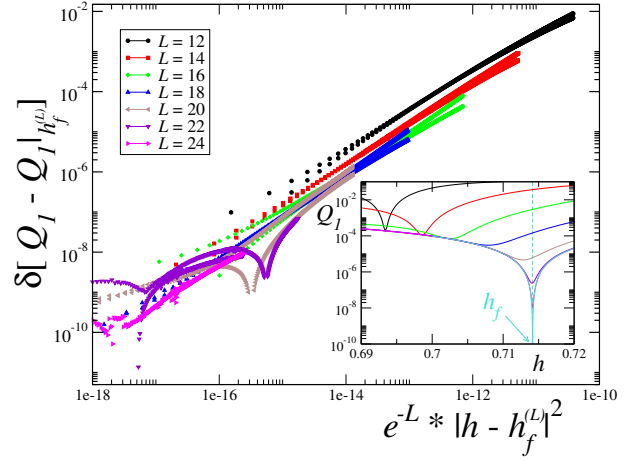 10^-2
10^-4
10^-6
10^-8
10^-10
δ[ Q_1 - Q_1|_{h_f^{(L)}} ]
L = 12
L = 14
L = 16
L = 18
L = 20
L = 22
L = 24
1e-18 1e-16 1e-14 1e-12 1e-10
e^{-L} * |h - h_f^{(L)}|^2
Q_1
10^-2
10^-4
10^-6
10^-8
10^-10
h_f
0.69 0.7 0.71 0.72
h